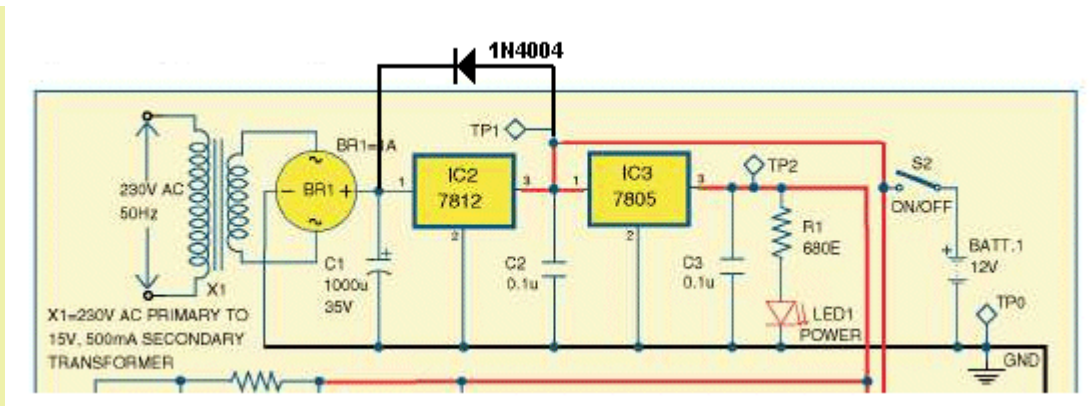 1N4004
TP1
BR1=1A
230V AC
50Hz
BR1
1
IC2
7812
3
2
1
IC3
7805
3
2
TP2
S2
ON/OFF
R1
680E
BATT.1
12V
C1
1000u
35V
C2
0.1u
C3
0.1u
X1
LED1
POWER
TP0
GND
X1=230V AC PRIMARY TO
15V, 500mA SECONDARY
TRANSFORMER